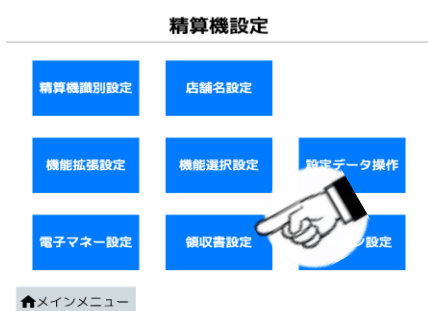 精算機設定
精算機識別設定
店舗名設定
機能拡張設定
機能選択設定
設定データ操作
電子マネー設定
領収書設定
設定
メインメニュー